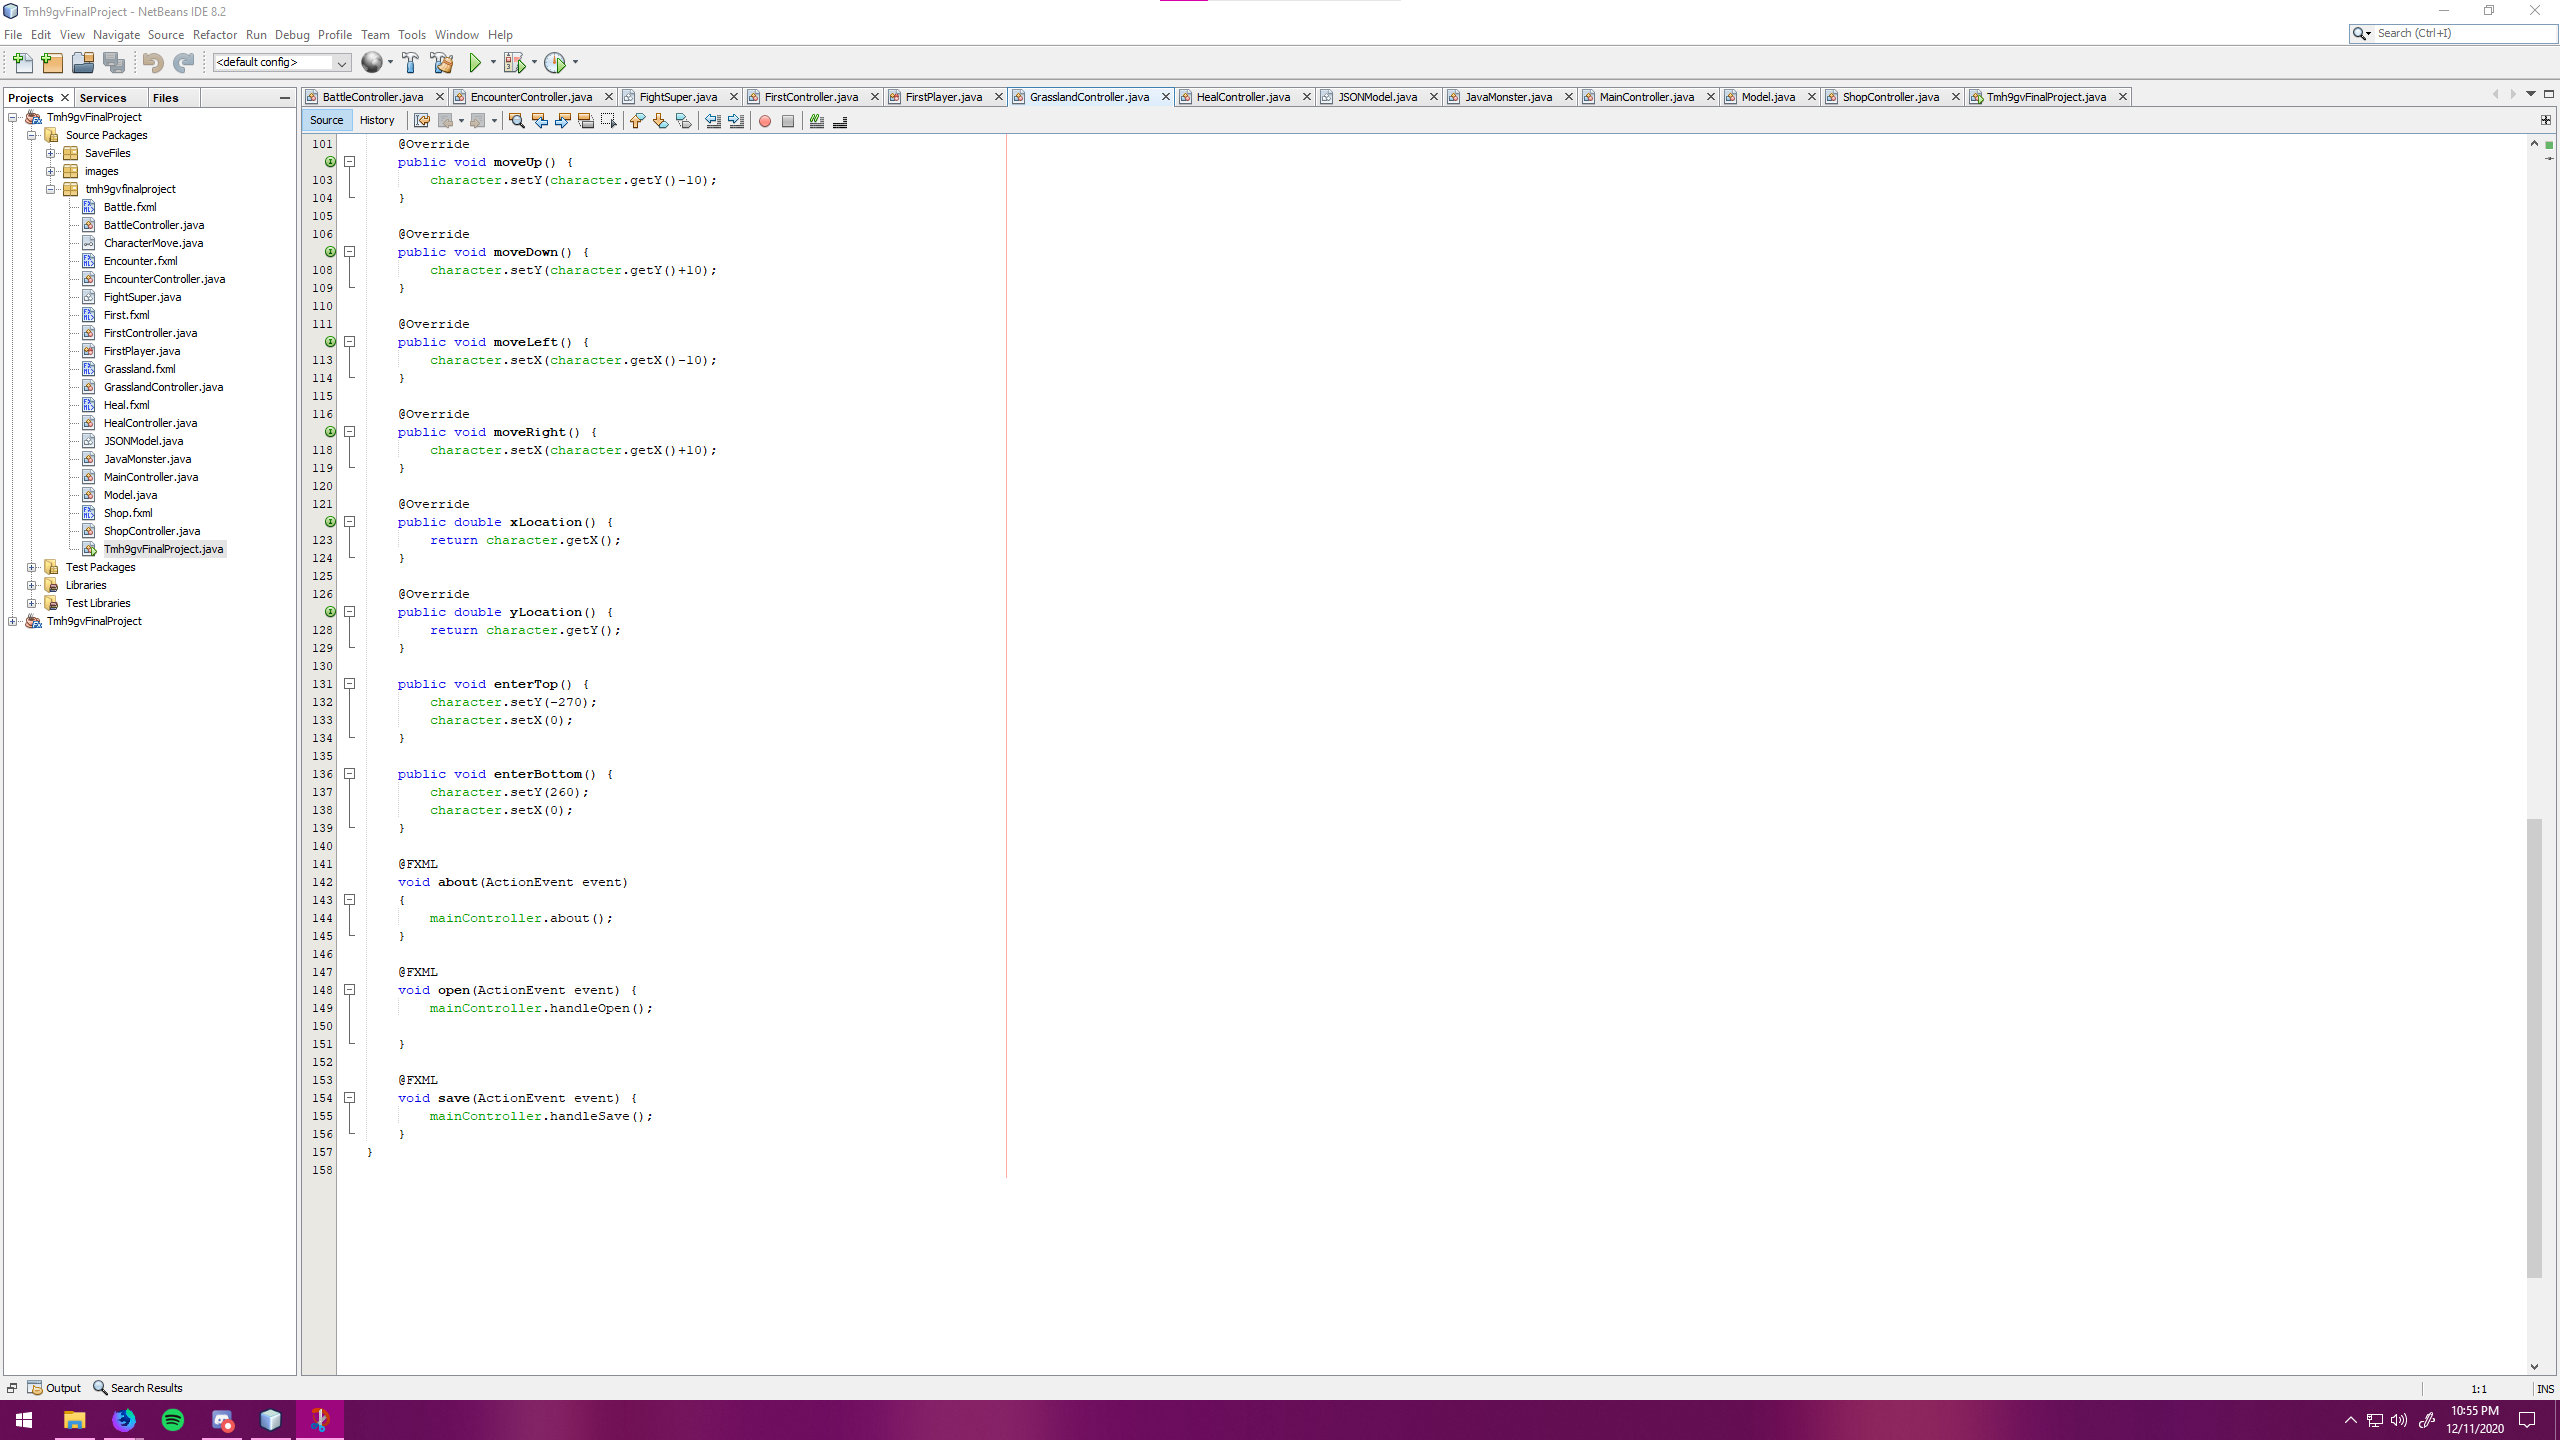 Tmh9gvFinalProject - NetBeans IDE 8.2
File Edit View Navigate Source Refactor Run Debug Profile Team Tools Window Help
Search (Ctrl+I)
<default config>
Projects Services Files
BattleController.java EncounterController.java FightSuper.java FirstController.java FirstPlayer.java GrasslandController.java HealController.java JSONModel.java JavaMonster.java MainController.java Model.java ShopController.java Tmh9gvFinalProject.java
Source History
Tmh9gvFinalProject
Source Packages
SaveFiles
images
tmh9gvfinalproject
Battle.fxml
BattleController.java
CharacterMove.java
Encounter.fxml
EncounterController.java
FightSuper.java
First.fxml
FirstController.java
FirstPlayer.java
Grassland.fxml
GrasslandController.java
Heal.fxml
HealController.java
JSONModel.java
JavaMonster.java
MainController.java
Model.java
Shop.fxml
ShopController.java
Tmh9gvFinalProject.java
Test Packages
Libraries
Test Libraries
Tmh9gvFinalProject
101 @Override
public void moveUp() {
103 character.setY(character.getY()-10);
104 }
105
106 @Override
public void moveDown() {
108 character.setY(character.getY()+10);
109 }
110
111 @Override
public void moveLeft() {
113 character.setX(character.getX()-10);
114 }
115
116 @Override
public void moveRight() {
118 character.setX(character.getX()+10);
119 }
120
121 @Override
public double xLocation() {
123 return character.getX();
124 }
125
126 @Override
public double yLocation() {
128 return character.getY();
129 }
130
131 public void enterTop() {
132 character.setY(-270);
133 character.setX(0);
134 }
135
136 public void enterBottom() {
137 character.setY(260);
138 character.setX(0);
139 }
140
141 @FXML
142 void about(ActionEvent event)
143 {
144 mainController.about();
145 }
146
147 @FXML
148 void open(ActionEvent event) {
149 mainController.handleOpen();
150
151 }
152
153 @FXML
154 void save(ActionEvent event) {
155 mainController.handleSave();
156 }
157 }
158
Output Search Results
1:1 INS
10:55 PM
12/11/2020